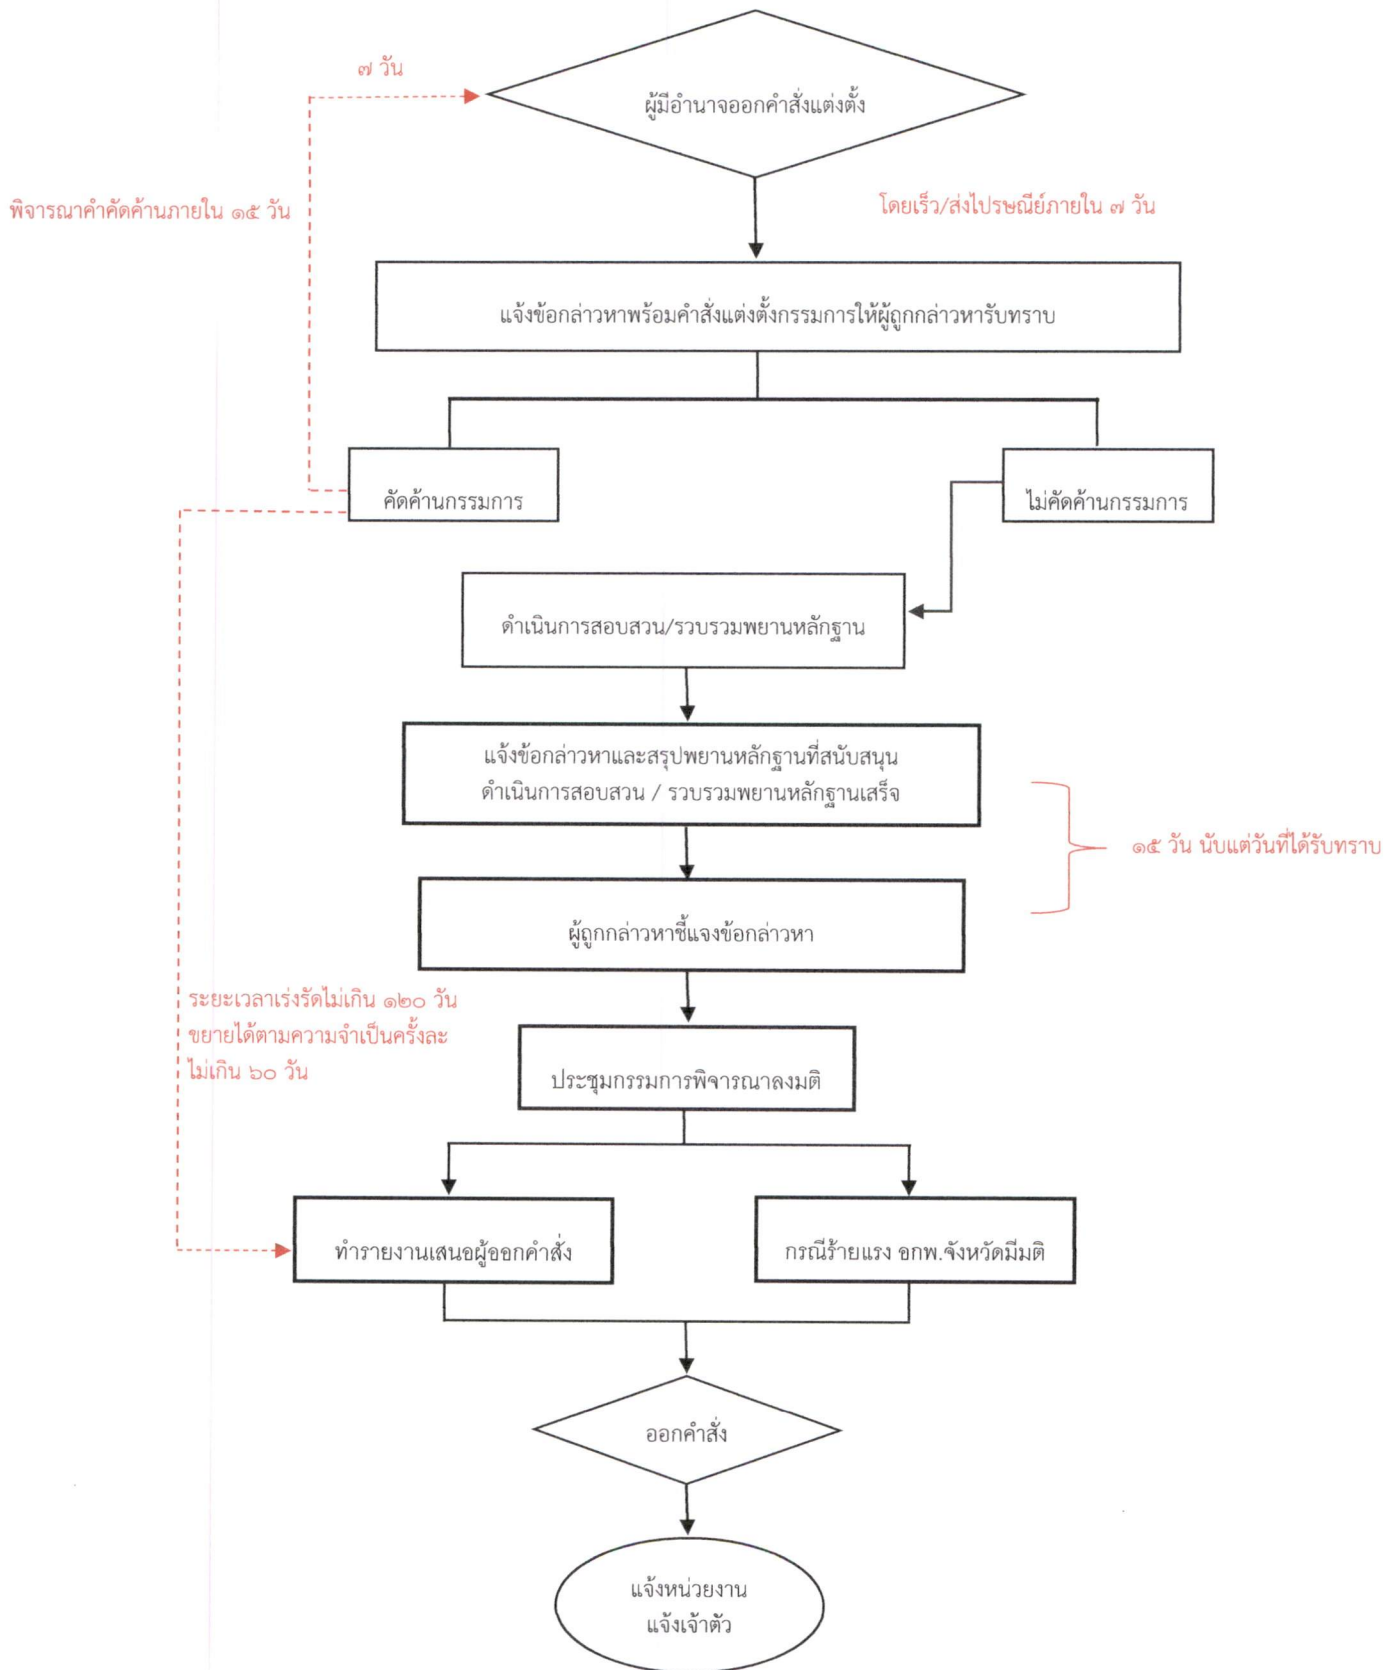 ๗ วัน
ผู้มีอำนาจออกคำสั่งแต่งตั้ง
พิจารณาคำคัดค้านภายใน ๑๕ วัน
โดยเร็ว/ส่งไปรษณีย์ภายใน ๗ วัน
แจ้งข้อกล่าวหาพร้อมคำสั่งแต่งตั้งกรรมการให้ผู้ถูกกล่าวหารับทราบ
คัดค้านกรรมการ
ไม่คัดค้านกรรมการ
ดำเนินการสอบสวน/รวบรวมพยานหลักฐาน
แจ้งข้อกล่าวหาและสรุปพยานหลักฐานที่สนับสนุน
ดำเนินการสอบสวน / รวบรวมพยานหลักฐานเสร็จ
๑๕ วัน นับแต่วันที่ได้รับทราบ
ผู้ถูกกล่าวหาชี้แจงข้อกล่าวหา
ระยะเวลาเร่งรัดไม่เกิน ๑๒๐ วัน
ขยายได้ตามความจำเป็นครั้งละ
ไม่เกิน ๖๐ วัน
ประชุมกรรมการพิจารณาลงมติ
ทำรายงานเสนอผู้ออกคำสั่ง
กรณีร้ายแรง อกพ.จังหวัดมีมติ
ออกคำสั่ง
แจ้งหน่วยงาน
แจ้งเจ้าตัว